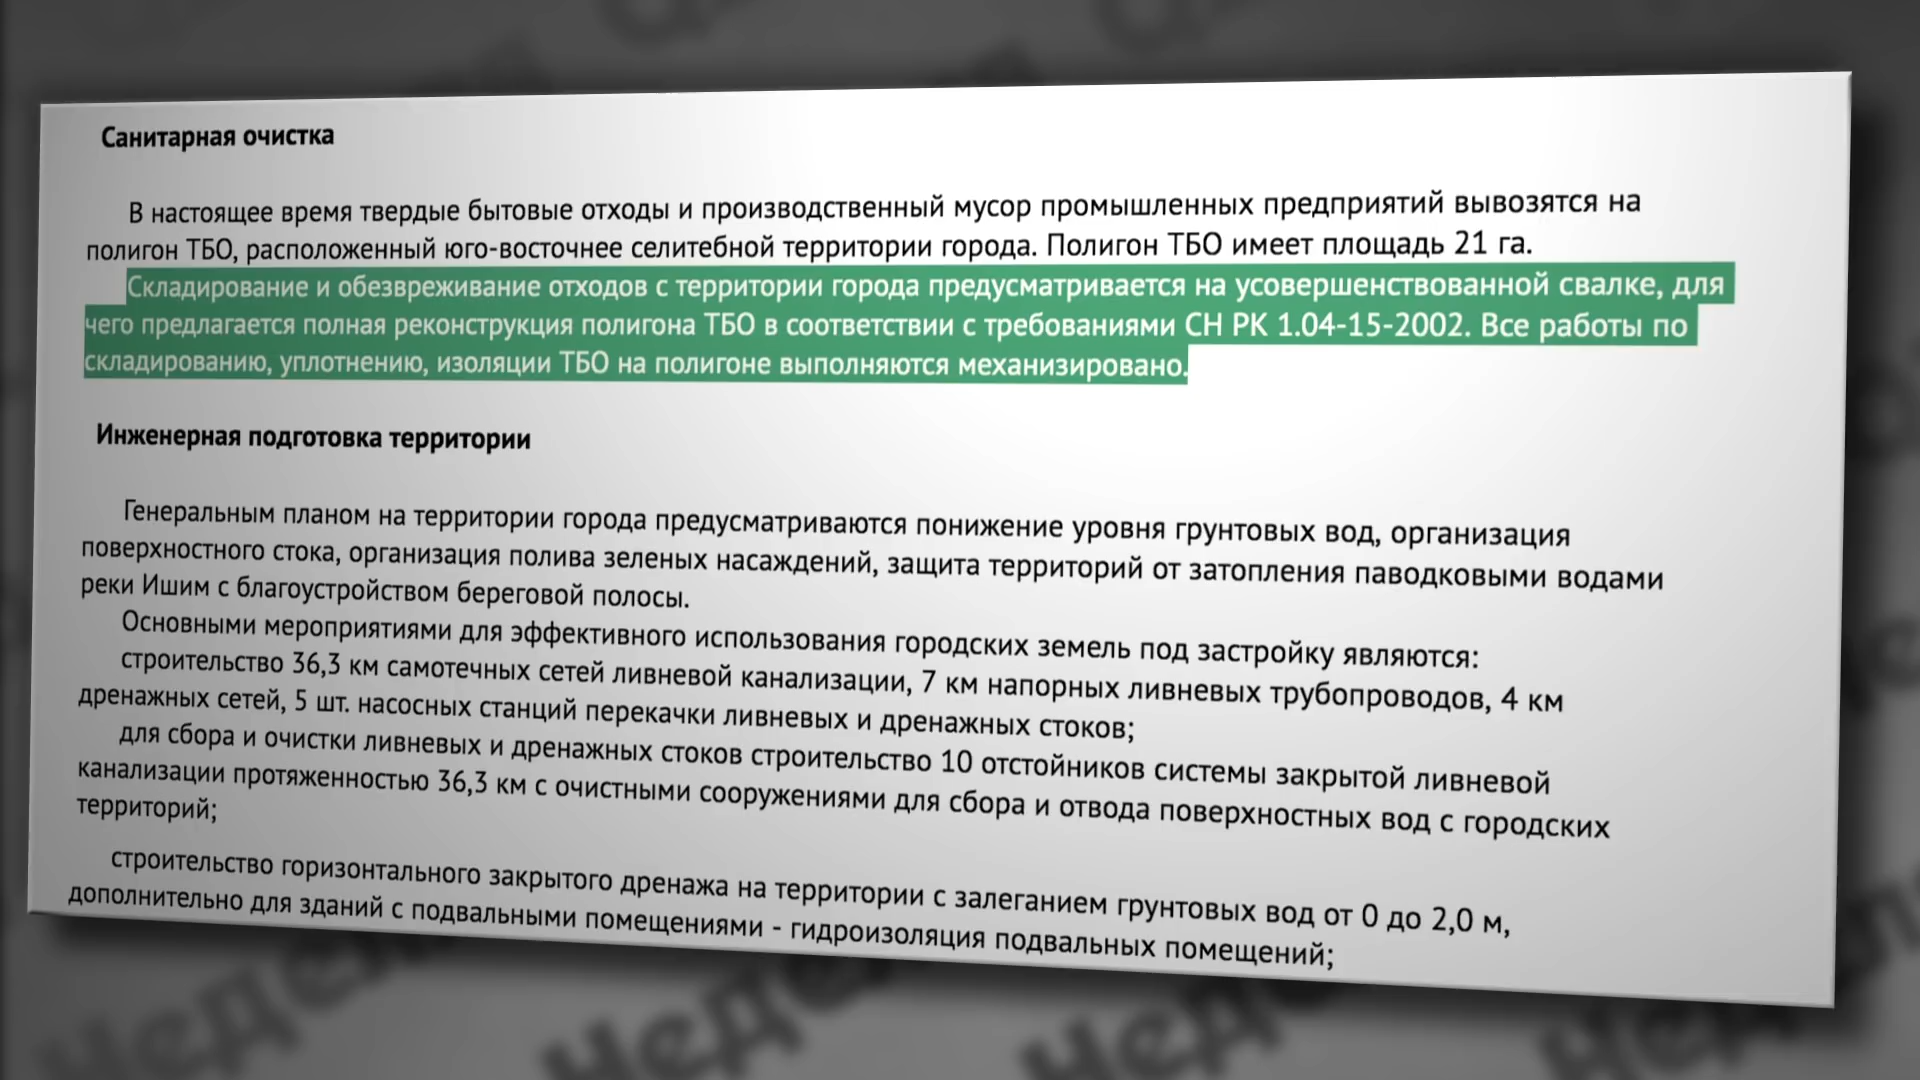 Санитарная очистка
В настоящее время твердые бытовые отходы и производственный мусор промышленных предприятий вывозятся на
полигон ТБО, расположенный юго-восточнее селитебной территории города. Полигон ТБО имеет площадь 21 га.
Складирование и обезвреживание отходов с территории города предусматривается на усовершенствованной свалке, для
чего предлагается полная реконструкция полигона ТБО в соответствии с требованиями СН РК 1.04-15-2002. Все работы по
складированию, уплотнению, изоляции ТБО на полигоне выполняются механизировано.
Инженерная подготовка территории
Генеральным планом на территории города предусматриваются понижение уровня грунтовых вод, организация
поверхностного стока, организация полива зеленых насаждений, защита территорий от затопления паводковыми водами
реки Ишим с благоустройством береговой полосы.
Основными мероприятиями для эффективного использования городских земель под застройку являются:
строительство 36,3 км самотечных сетей ливневой канализации, 7 км напорных ливневых трубопроводов, 4 км
дренажных сетей, 5 шт. насосных станций перекачки ливневых и дренажных стоков;
для сбора и очистки ливневых и дренажных стоков строительство 10 отстойников системы закрытой ливневой
канализации протяженностью 36,3 км с очистными сооружениями для сбора и отвода поверхностных вод с городских
территорий;
строительство горизонтального закрытого дренажа на территории с залеганием грунтовых вод от 0 до 2,0 м,
дополнительно для зданий с подвальными помещениями - гидроизоляция подвальных помещений;